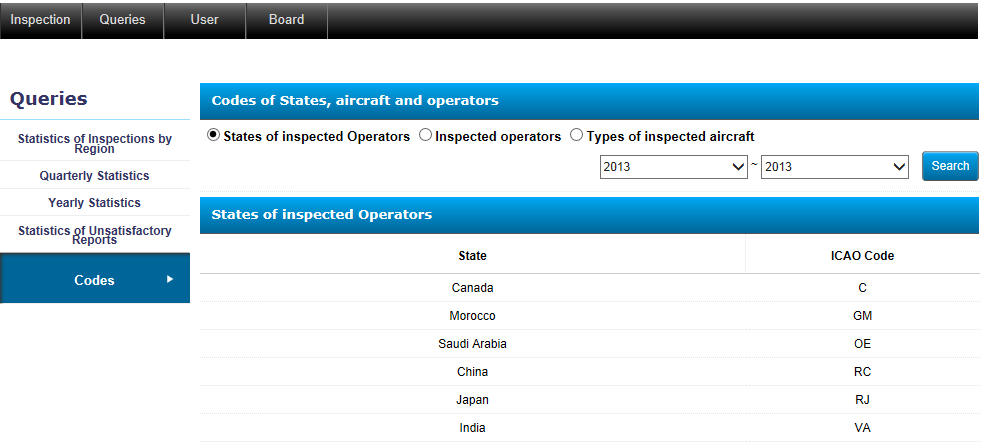 Inspection Queries User Board
Queries
Statistics of Inspections by
Region
Quarterly Statistics
Yearly Statistics
Statistics of Unsatisfactory
Reports
Codes
Codes of States, aircraft and operators
States of inspected Operators Inspected operators Types of inspected aircraft
2013 ~ 2013 Search
States of inspected Operators
State ICAO Code
Canada C
Morocco GM
Saudi Arabia OE
China RC
Japan RJ
India VA